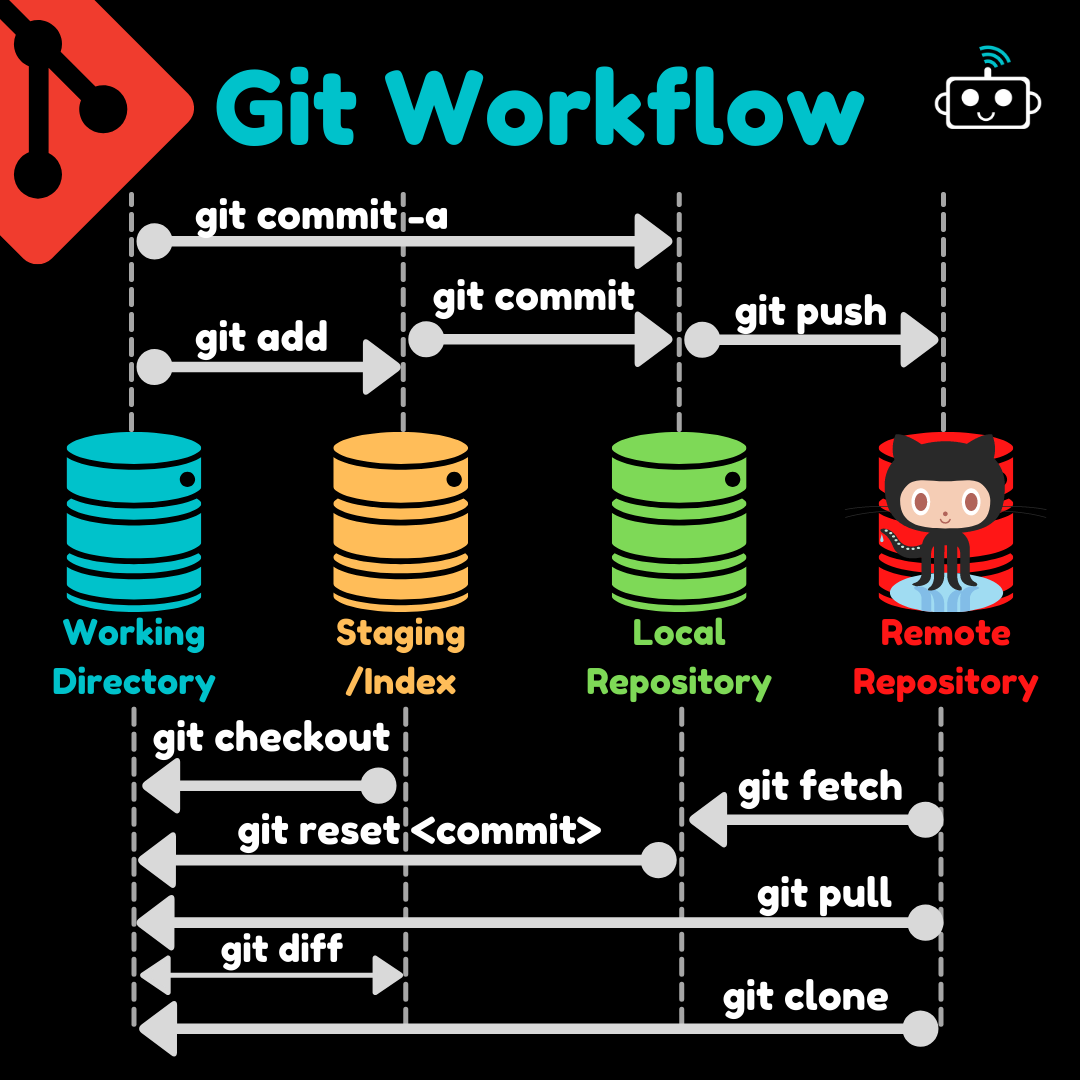 Git Workflow
git commit -a
git commit
git push
git add
Working
Directory
Staging
/Index
Local
Repository
Remote
Repository
git checkout
git fetch
git reset <commit>
git pull
git diff
git clone